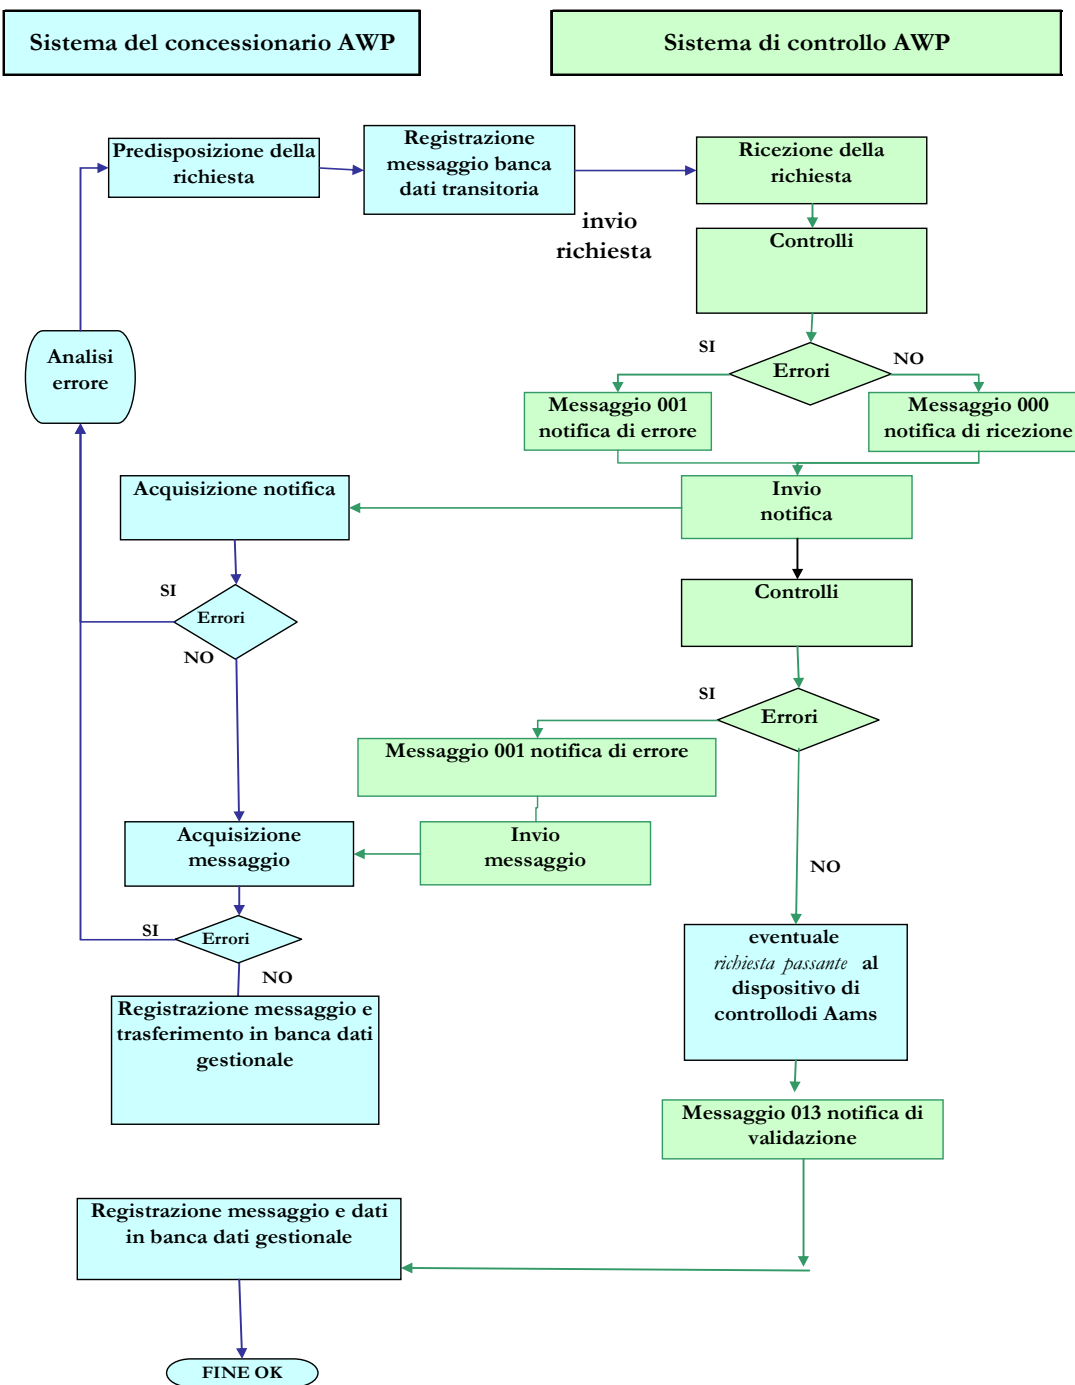 Sistema del concessionario AWP
Sistema di controllo AWP
Predisposizione della
richiesta
Registrazione
messaggio banca
dati transitoria
invio
richiesta
Ricezione della
richiesta
Controlli
SI
Errori
NO
Analisi
errore
Messaggio 001
notifica di errore
Messaggio 000
notifica di ricezione
Acquisizione notifica
Invio
notifica
Controlli
SI
Errori
NO
SI
Errori
Messaggio 001 notifica di errore
Acquisizione
messaggio
Invio
messaggio
NO
SI
Errori
NO
eventuale
richiesta passante al
dispositivo di
controllodi Aams
Registrazione messaggio e
trasferimento in banca dati
gestionale
Messaggio 013 notifica di
validazione
Registrazione messaggio e dati
in banca dati gestionale
FINE OK